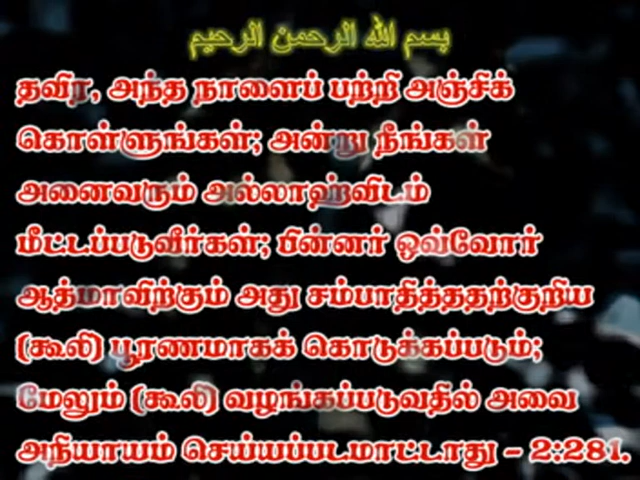 بسم الله الرحمن الرحيم
தவிர, அந்த நாளைப் பற்றி அஞ்சிக்
கொள்ளுங்கள்; அன்று நீங்கள்
அனைவரும் அல்லாஹ்விடம்
மீட்டப்படுவீர்கள்; பின்னர் ஒவ்வோர்
ஆத்மாவிற்கும் அது சம்பாதித்ததற்குறிய
(கூலி) பூரணமாகக் கொடுக்கப்படும்;
மேலும் (கூலி) வழங்கப்படுவதில் அவை
அநியாயம் செய்யப்படமாட்டாது - 2:281.